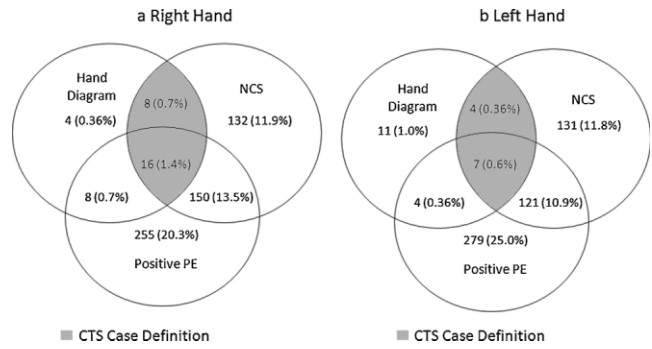 a Right Hand
Hand
Diagram
4 (0.36%)
8 (0.7%)
NCS
132 (11.9%)
16 (1.4%)
8 (0.7%)
150 (13.5%)
255 (20.3%)
Positive PE
CTS Case Definition
b Left Hand
Hand
Diagram
11 (1.0%)
4 (0.36%)
NCS
131 (11.8%)
7 (0.6%)
4 (0.36%)
121 (10.9%)
279 (25.0%)
Positive PE
CTS Case Definition